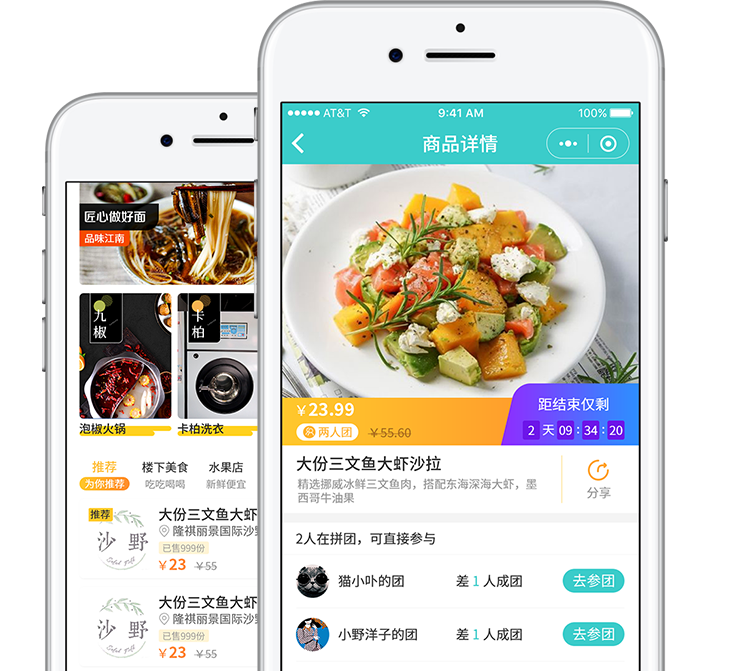 匠心做好面
品味江南
九椒
卡柏
泡椒火锅
卡柏洗衣
推荐
楼下美食
水果店
为你推荐
吃吃喝喝
新鲜便宜
推荐
沙野
大份三文鱼大虾
隆祺丽景国际沙
已售999份
¥23 ¥55
沙野
大份三文鱼大虾
隆祺丽景国际沙
已售999份
¥23 ¥55
AT&T 9:41 AM 100%
商品详情
¥23.99
两人团 ¥55.60
距结束仅剩
2 天 09 : 34 : 20
大份三文鱼大虾沙拉
精选挪威冰鲜三文鱼肉，搭配东海深海大虾，墨
西哥牛油果
分享
2人在拼团，可直接参与
猫小卟的团 差 1 人成团 去参团
小野洋子的团 差 1 人成团 去参团